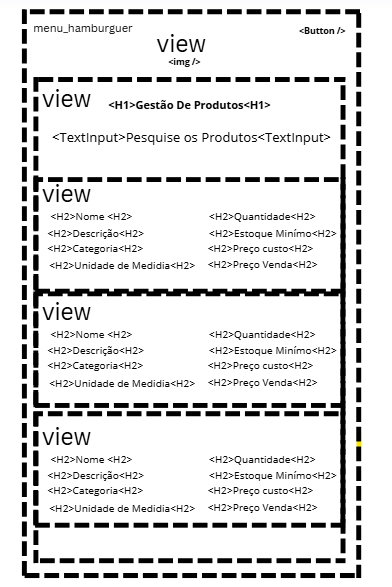 menu_hamburguer
<Button />
view
<img />
view
<H1>Gestão De Produtos<H1>
<TextInput>Pesquise os Produtos<TextInput>
view
<H2>Nome <H2>
<H2>Quantidade<H2>
<H2>Descrição<H2>
<H2>Estoque Minímo<H2>
<H2>Categoria<H2>
<H2>Preço custo<H2>
<H2>Unidade de Medidia<H2>
<H2>Preço Venda<H2>
view
<H2>Nome <H2>
<H2>Quantidade<H2>
<H2>Descrição<H2>
<H2>Estoque Minímo<H2>
<H2>Categoria<H2>
<H2>Preço custo<H2>
<H2>Unidade de Medidia<H2>
<H2>Preço Venda<H2>
view
<H2>Nome <H2>
<H2>Quantidade<H2>
<H2>Descrição<H2>
<H2>Estoque Minímo<H2>
<H2>Categoria<H2>
<H2>Preço custo<H2>
<H2>Unidade de Medidia<H2>
<H2>Preço Venda<H2>